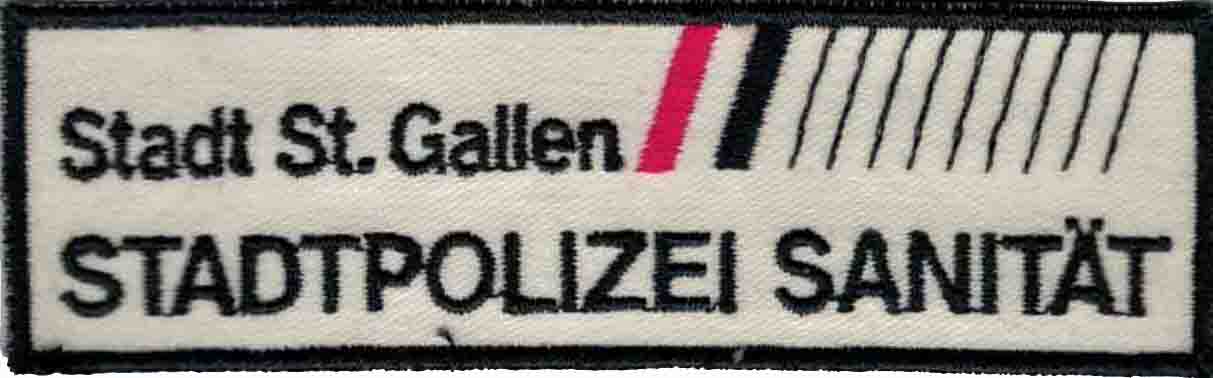 Stadt St. Gallen
STADTPOLIZEI SANITÄT